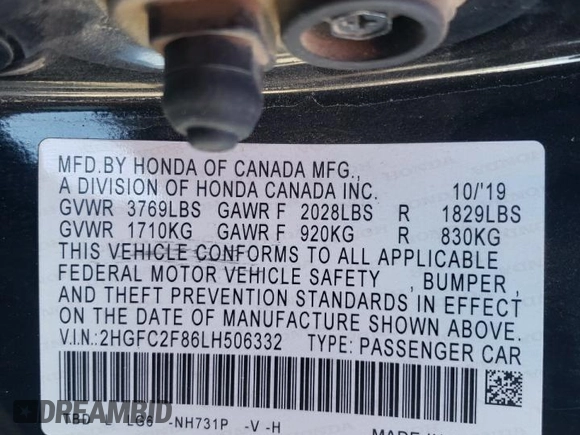 MFD.BY HONDA OF CANADA MFG.,
A DIVISION OF HONDA CANADA INC. 10/'19
GVWR 3769LBS GAWR F 2028LBS R 1829LBS
GVWR 1710KG GAWR F 920KG R 830KG
THIS VEHICLE CONFORMS TO ALL APPLICABLE
FEDERAL MOTOR VEHICLE SAFETY , BUMPER ,
AND THEFT PREVENTION STANDARDS IN EFFECT
ON THE DATE OF MANUFACTURE SHOWN ABOVE.
V.I.N.: 2HGFC2F86LH506332 TYPE: PASSENGER CAR
-NH731P -V -H
DREAMBID